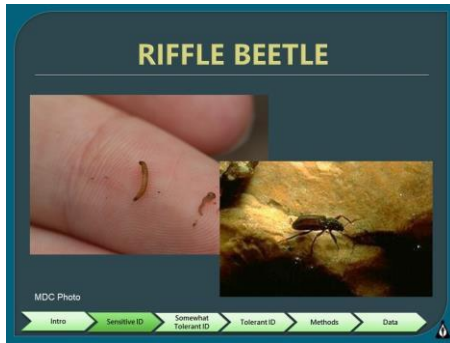 RIFFLE BEETLE
MDC Photo
Intro
Sensitive ID
Somewhat
Tolerant ID
Tolerant ID
Methods
Data